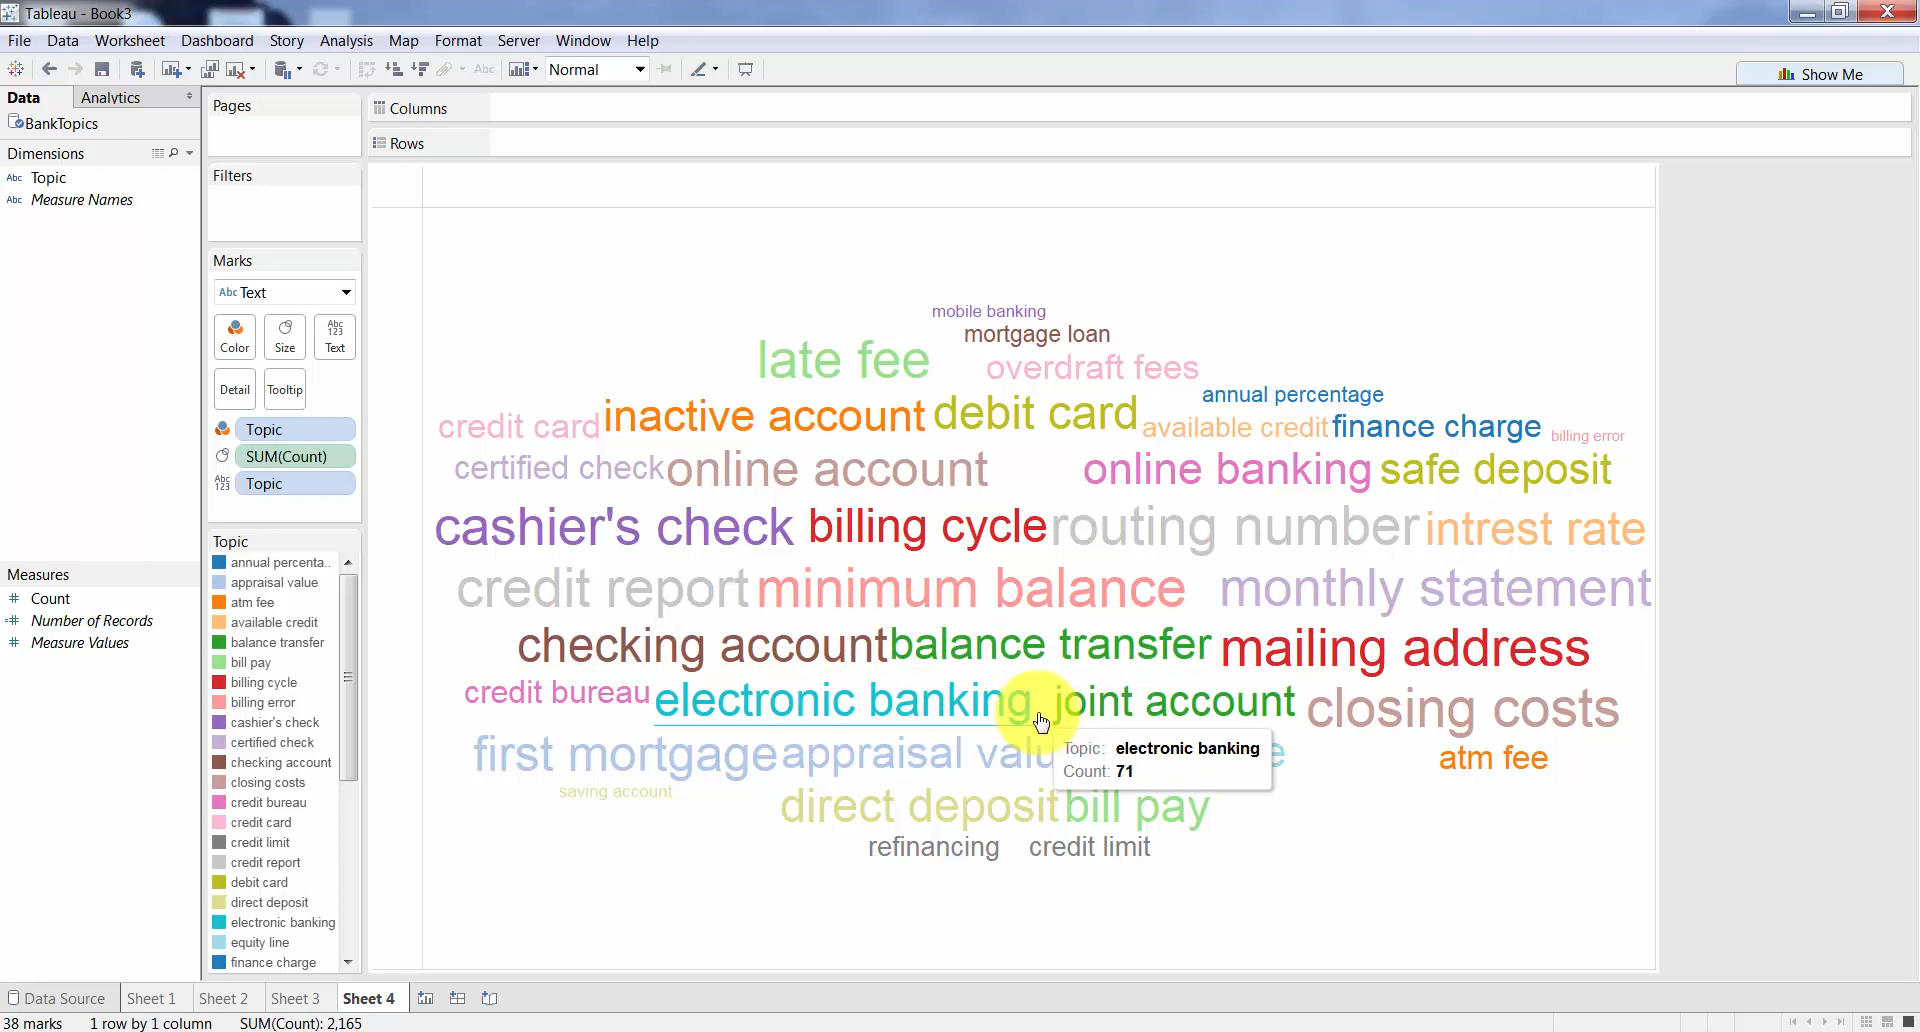 Tableau - Book3
File Data Worksheet Dashboard Story Analysis Map Format Server Window Help
Abc Normal
Show Me
Data Analytics
BankTopics
Dimensions
Abc Topic
Abc Measure Names
Measures
Count
Number of Records
Measure Values
Pages
Filters
Marks
Abc Text
Color Size Abc 123 Text
Detail Tooltip
Topic
SUM(Count)
Abc 123 Topic
Topic
annual percenta..
appraisal value
atm fee
available credit
balance transfer
bill pay
billing cycle
billing error
cashier's check
certified check
checking account
closing costs
credit bureau
credit card
credit limit
credit report
debit card
direct deposit
electronic banking
equity line
finance charge
Columns
Rows
mobile banking
mortgage loan
late fee overdraft fees
annual percentage
credit card inactive account debit card available credit finance charge billing error
certified check online account online banking safe deposit
cashier's check billing cycle routing number intrest rate
credit report minimum balance monthly statement
checking account balance transfer mailing address
credit bureau electronic banking joint account closing costs
first mortgage appraisal valu e atm fee
Topic: electronic banking
Count: 71
saving account direct deposit bill pay
refinancing credit limit
Data Source Sheet 1 Sheet 2 Sheet 3 Sheet 4
38 marks 1 row by 1 column SUM(Count): 2,165